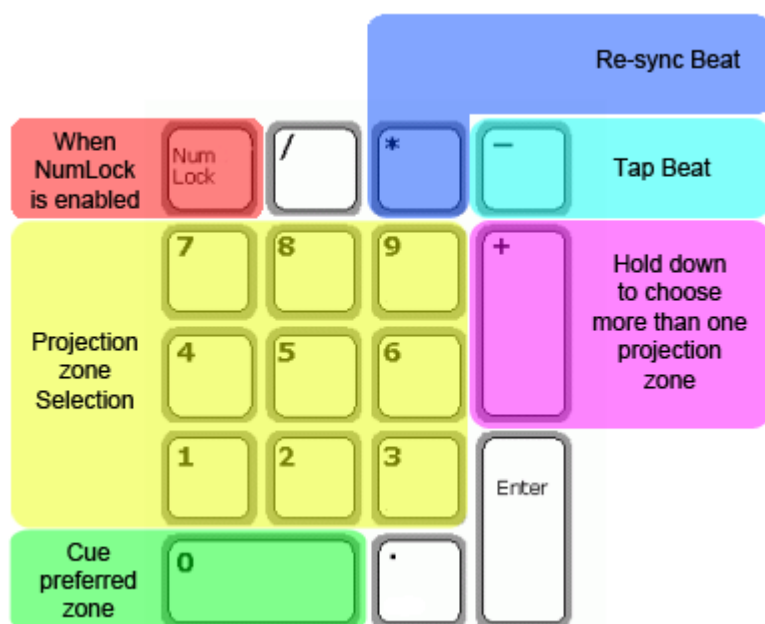 Re-sync Beat
When
NumLock
is enabled
Num
Lock
/
*
−
Tap Beat
7
8
9
+
Hold down
to choose
more than one
projection
zone
Projection
zone
Selection
4
5
6
1
2
3
Enter
Cue
preferred
zone
0
.